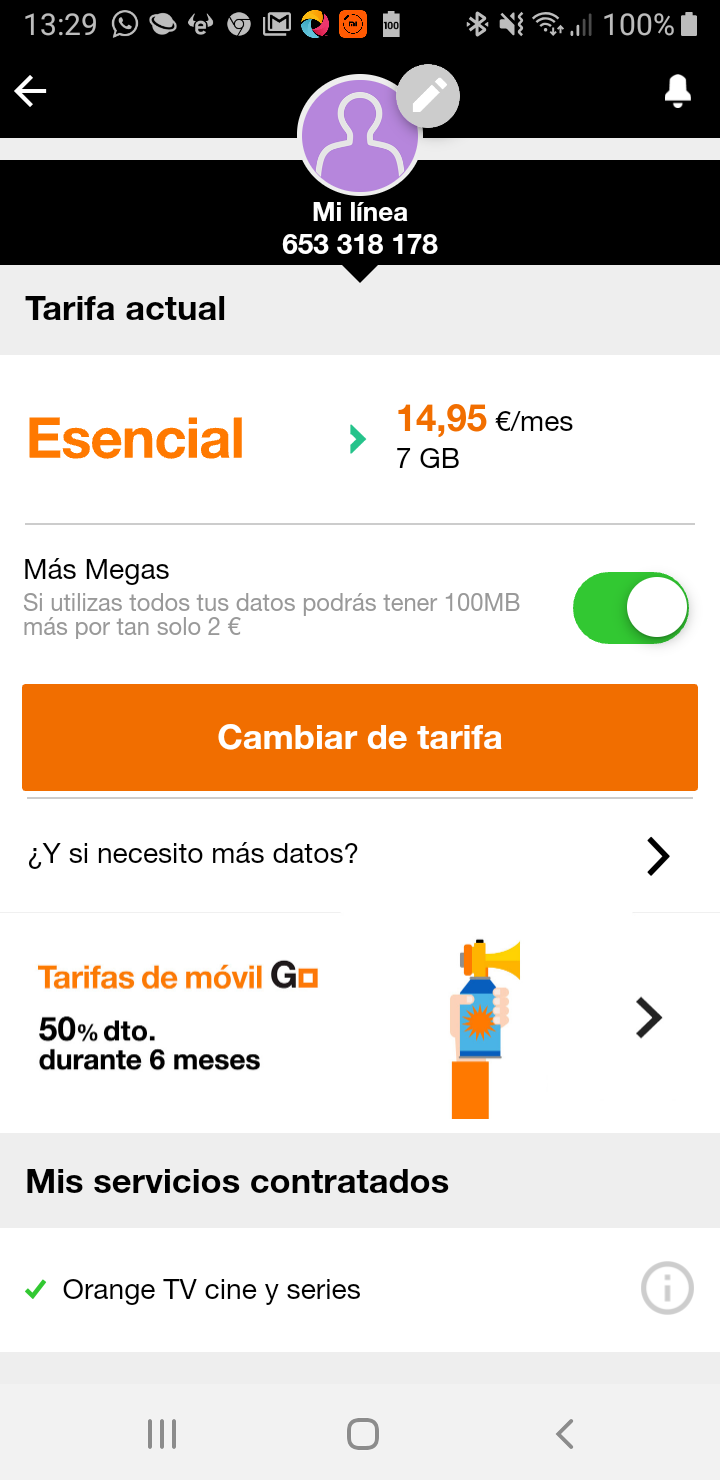 13:29 100%
100
Mi línea
653 318 178
Tarifa actual
Esencial
14,95 €/mes
7 GB
Más Megas
Si utilizas todos tus datos podrás tener 100MB
más por tan solo 2 €
Cambiar de tarifa
¿Y si necesito más datos?
Tarifas de móvil Go
50% dto.
durante 6 meses
Mis servicios contratados
Orange TV cine y series